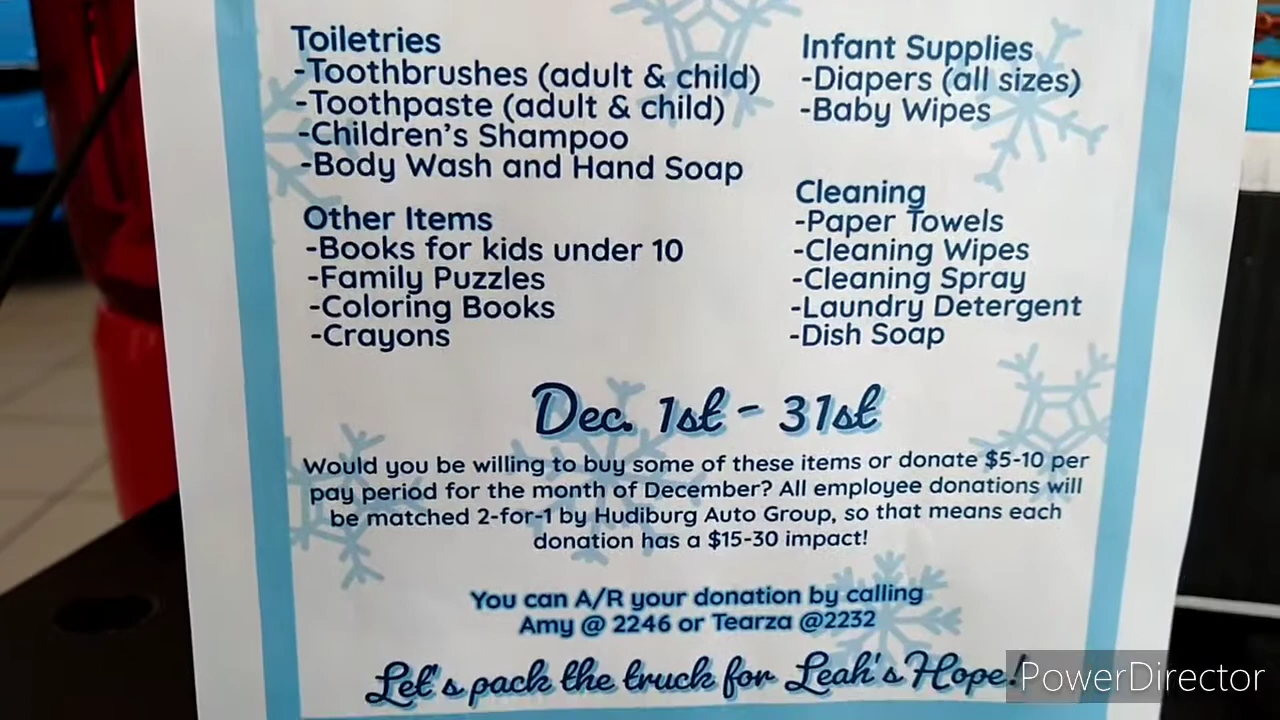 Toiletries
-Toothbrushes (adult & child)
-Toothpaste (adult & child)
-Children's Shampoo
-Body Wash and Hand Soap
Other Items
-Books for kids under 10
-Family Puzzles
-Coloring Books
-Crayons
Infant Supplies
-Diapers (all sizes)
-Baby Wipes
Cleaning
-Paper Towels
-Cleaning Wipes
-Cleaning Spray
-Laundry Detergent
-Dish Soap
Dec. 1st - 31st
Would you be willing to buy some of these items or donate $5-10 per
pay period for the month of December? All employee donations will
be matched 2-for-1 by Hudiburg Auto Group, so that means each
donation has a $15-30 impact!
You can A/R your donation by calling
Amy @ 2246 or Tearza @2232
Let's pack the truck for Leah's Hope!
PowerDirector